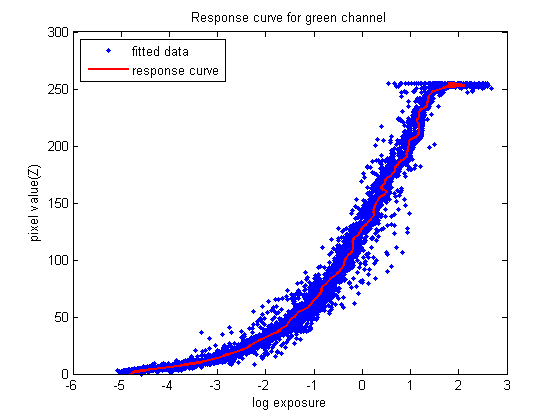 Response curve for green channel
300
250
200
150
100
50
0
pixel value(Z)
fitted data
response curve
-6 -5 -4 -3 -2 -1 0 1 2 3
log exposure